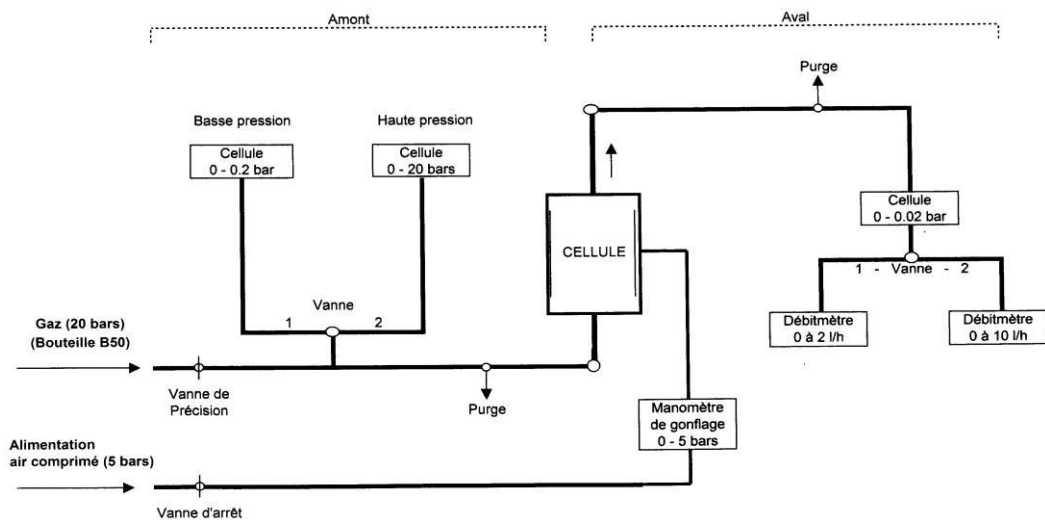 Amont
Aval
Purge
Basse pression
Haute pression
Cellule
0 - 0.2 bar
Cellule
0 - 20 bars
Cellule
0 - 0.02 bar
CELLULE
1 - Vanne - 2
Vanne
1
2
Débitmètre
0 à 2 l/h
Débitmètre
0 à 10 l/h
Gaz (20 bars)
(Bouteille B50)
Vanne de
Précision
Purge
Manomètre
de gonflage
0 - 5 bars
Alimentation
air comprimé (5 bars)
Vanne d'arrêt